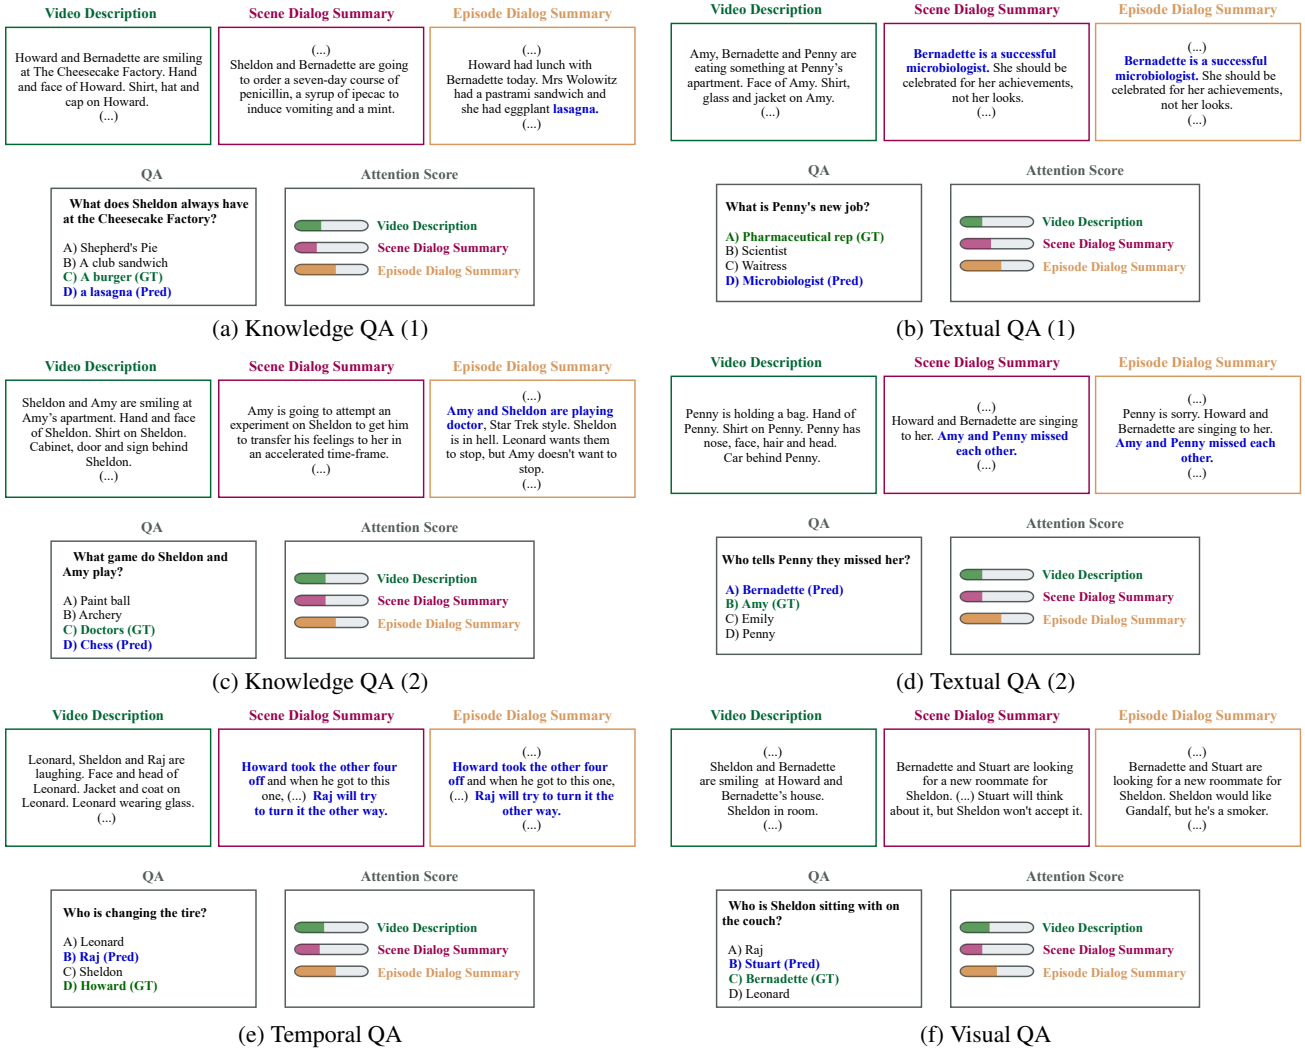 Video Description
Scene Dialog Summary
Episode Dialog Summary
Howard and Bernadette are smiling
at The Cheesecake Factory. Hand
and face of Howard. Shirt, hat and
cap on Howard.
(...)
(...)
Sheldon and Bernadette are going
to order a seven-day course of
penicillin, a syrup of ipecac to
induce vomiting and a mint.
(...)
Howard had lunch with
Bernadette today. Mrs Wolowitz
had a pastrami sandwich and
she had eggplant lasagna.
(...)
QA
Attention Score
What does Sheldon always have
at the Cheesecake Factory?
A) Shepherd's Pie
B) A club sandwich
C) A burger (GT)
D) a lasagna (Pred)
Video Description
Scene Dialog Summary
Episode Dialog Summary
(a) Knowledge QA (1)
Video Description
Scene Dialog Summary
Episode Dialog Summary
Amy, Bernadette and Penny are
eating something at Penny's
apartment. Face of Amy. Shirt,
glass and jacket on Amy.
(...)
Bernadette is a successful
microbiologist. She should be
celebrated for her achievements,
not her looks.
(...)
(...)
Bernadette is a successful
microbiologist. She should be
celebrated for her achievements,
not her looks.
(...)
QA
Attention Score
What is Penny's new job?
A) Pharmaceutical rep (GT)
B) Scientist
C) Waitress
D) Microbiologist (Pred)
Video Description
Scene Dialog Summary
Episode Dialog Summary
(b) Textual QA (1)
Video Description
Scene Dialog Summary
Episode Dialog Summary
Sheldon and Amy are smiling at
Amy's apartment. Hand and face
of Sheldon. Shirt on Sheldon.
Cabinet, door and sign behind
Sheldon.
(...)
Amy is going to attempt an
experiment on Sheldon to get him
to transfer his feelings to her in
an accelerated time-frame.
(...)
(...)
Amy and Sheldon are playing
doctor, Star Trek style. Sheldon
is in hell. Leonard wants them
to stop, but Amy doesn't want to
stop.
(...)
QA
Attention Score
What game do Sheldon and
Amy play?
A) Paint ball
B) Archery
C) Doctors (GT)
D) Chess (Pred)
Video Description
Scene Dialog Summary
Episode Dialog Summary
(c) Knowledge QA (2)
Video Description
Scene Dialog Summary
Episode Dialog Summary
Penny is holding a bag. Hand of
Penny. Shirt on Penny. Penny has
nose, face, hair and head.
Car behind Penny.
(...)
Howard and Bernadette are singing
to her. Amy and Penny missed
each other.
(...)
(...)
Penny is sorry. Howard and
Bernadette are singing to her.
Amy and Penny missed each
other.
(...)
QA
Attention Score
Who tells Penny they missed her?
A) Bernadette (Pred)
B) Amy (GT)
C) Emily
D) Penny
Video Description
Scene Dialog Summary
Episode Dialog Summary
(d) Textual QA (2)
Video Description
Scene Dialog Summary
Episode Dialog Summary
Leonard, Sheldon and Raj are
laughing. Face and head of
Leonard. Jacket and coat on
Leonard. Leonard wearing glass.
(...)
Howard took the other four
off and when he got to this
one, (...) Raj will try
to turn it the other way.
(...)
Howard took the other four
off and when he got to this one,
(...) Raj will try to turn it the
other way.
(...)
QA
Attention Score
Who is changing the tire?
A) Leonard
B) Raj (Pred)
C) Sheldon
D) Howard (GT)
Video Description
Scene Dialog Summary
Episode Dialog Summary
(e) Temporal QA
Video Description
Scene Dialog Summary
Episode Dialog Summary
(...)
Sheldon and Bernadette
are smiling at Howard and
Bernadette's house.
Sheldon in room.
(...)
Bernadette and Stuart are looking
for a new roommate for
Sheldon. (...) Stuart will think
about it, but Sheldon won't accept it.
(...)
Bernadette and Stuart are
looking for a new roommate for
Sheldon. Sheldon would like
Gandalf, but he's a smoker.
(...)
QA
Attention Score
Who is Sheldon sitting with on
the couch?
A) Raj
B) Stuart (Pred)
C) Bernadette (GT)
D) Leonard
Video Description
Scene Dialog Summary
Episode Dialog Summary
(f) Visual QA